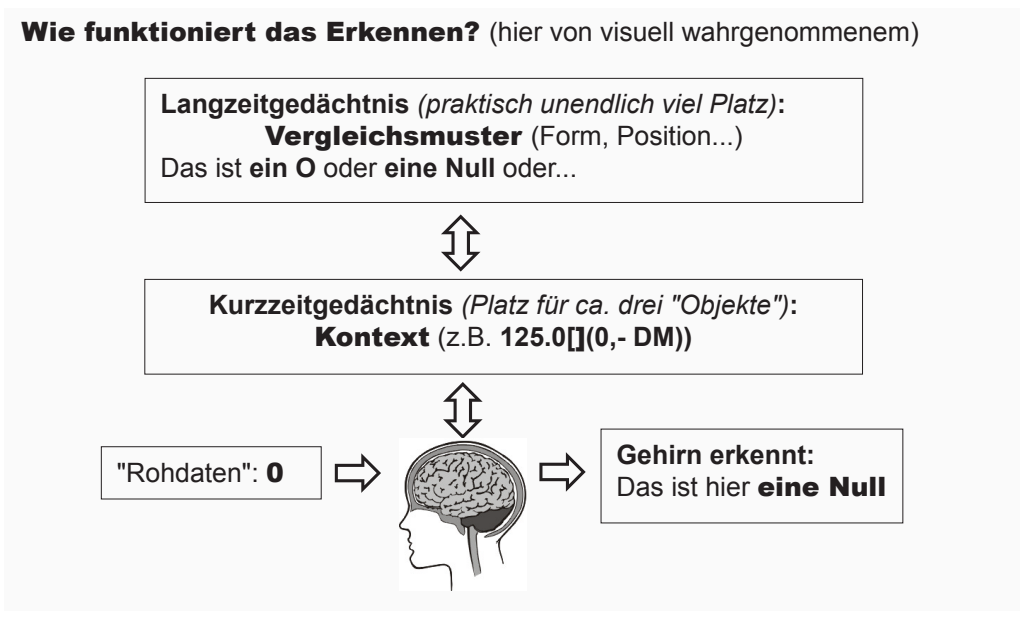 Wie funktioniert das Erkennen? (hier von visuell wahrgenommenem)
Langzeitgedächtnis (praktisch unendlich viel Platz):
Vergleichsmuster (Form, Position...)
Das ist ein O oder eine Null oder...
Kurzzeitgedächtnis (Platz für ca. drei "Objekte"):
Kontext (z.B. 125.0[](0,- DM))
"Rohdaten": 0
Gehirn erkennt:
Das ist hier eine Null